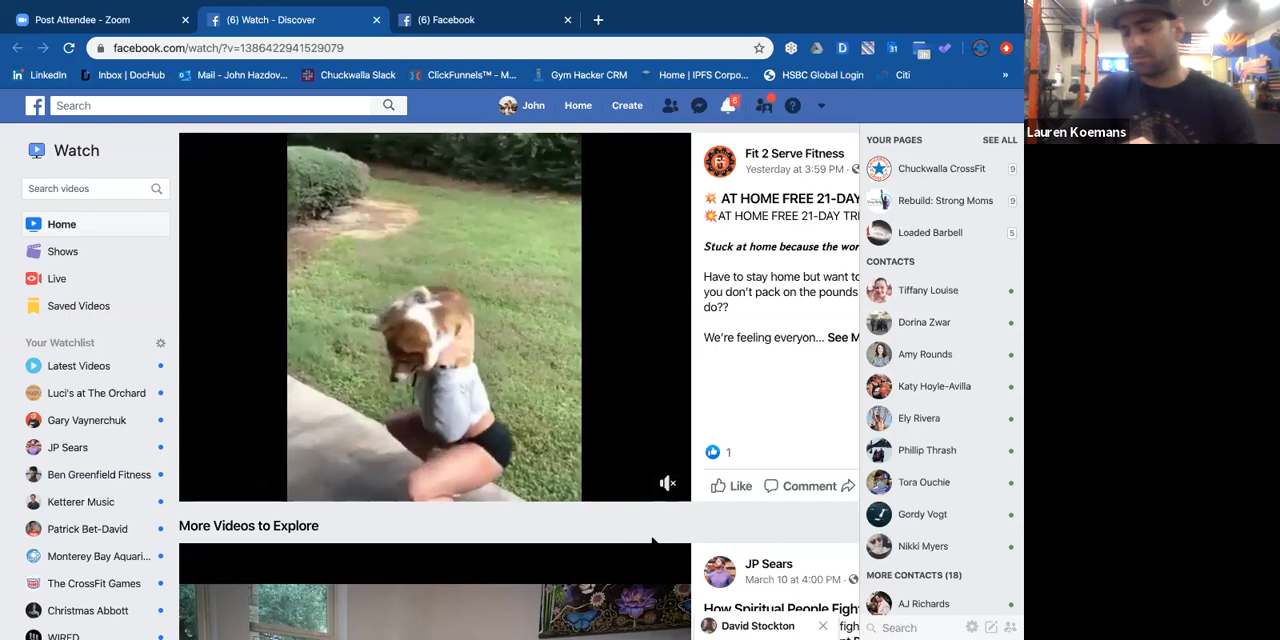 Post Attendee - Zoom
(6) Watch - Discover
(6) Facebook
facebook.com/watch/?v=1386422941529079
LinkedIn
Inbox | DocHub
Mail - John Hazdov...
Chuckwalla Slack
ClickFunnels™ - M...
Gym Hacker CRM
Home | IPFS Corpo...
HSBC Global Login
Citi
»
Search
John
Home
Create
6
Lauren Koemans
Watch
Search videos
Home
Shows
Live
Saved Videos
Your Watchlist
Latest Videos
Luci's at The Orchard
Gary Vaynerchuk
JP Sears
Ben Greenfield Fitness
Ketterer Music
Patrick Bet-David
Monterey Bay Aquari...
The CrossFit Games
Christmas Abbott
WIRED
Fit 2 Serve Fitness
Yesterday at 3:59 PM ·
💥 AT HOME FREE 21-DAY
💥AT HOME FREE 21-DAY TR
Stuck at home because the wor
Have to stay home but want to
you don't pack on the pounds
do??
We're feeling everyon... See M
1
Like
Comment
More Videos to Explore
JP Sears
March 10 at 4:00 PM ·
How Spiritual People Fight
fight
David Stockton
YOUR PAGES
SEE ALL
Chuckwalla CrossFit
9
Rebuild: Strong Moms
9
Loaded Barbell
5
CONTACTS
Tiffany Louise
Dorina Zwar
Amy Rounds
Katy Hoyle-Avilla
Ely Rivera
Phillip Thrash
Tora Ouchie
Gordy Vogt
Nikki Myers
MORE CONTACTS (18)
AJ Richards
Search